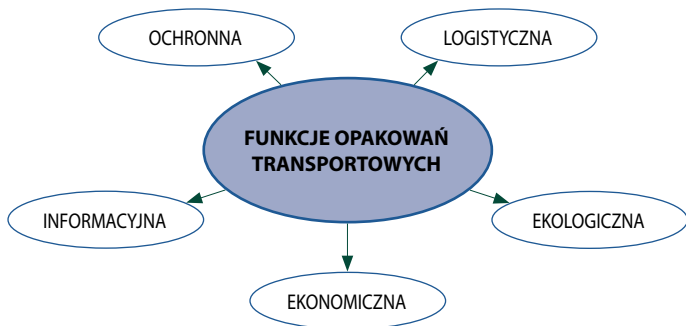 OCHRONNA
LOGISTYCZNA
FUNKCJE OPAKOWAŃ
TRANSPORTOWYCH
INFORMACYJNA
EKOLOGICZNA
EKONOMICZNA